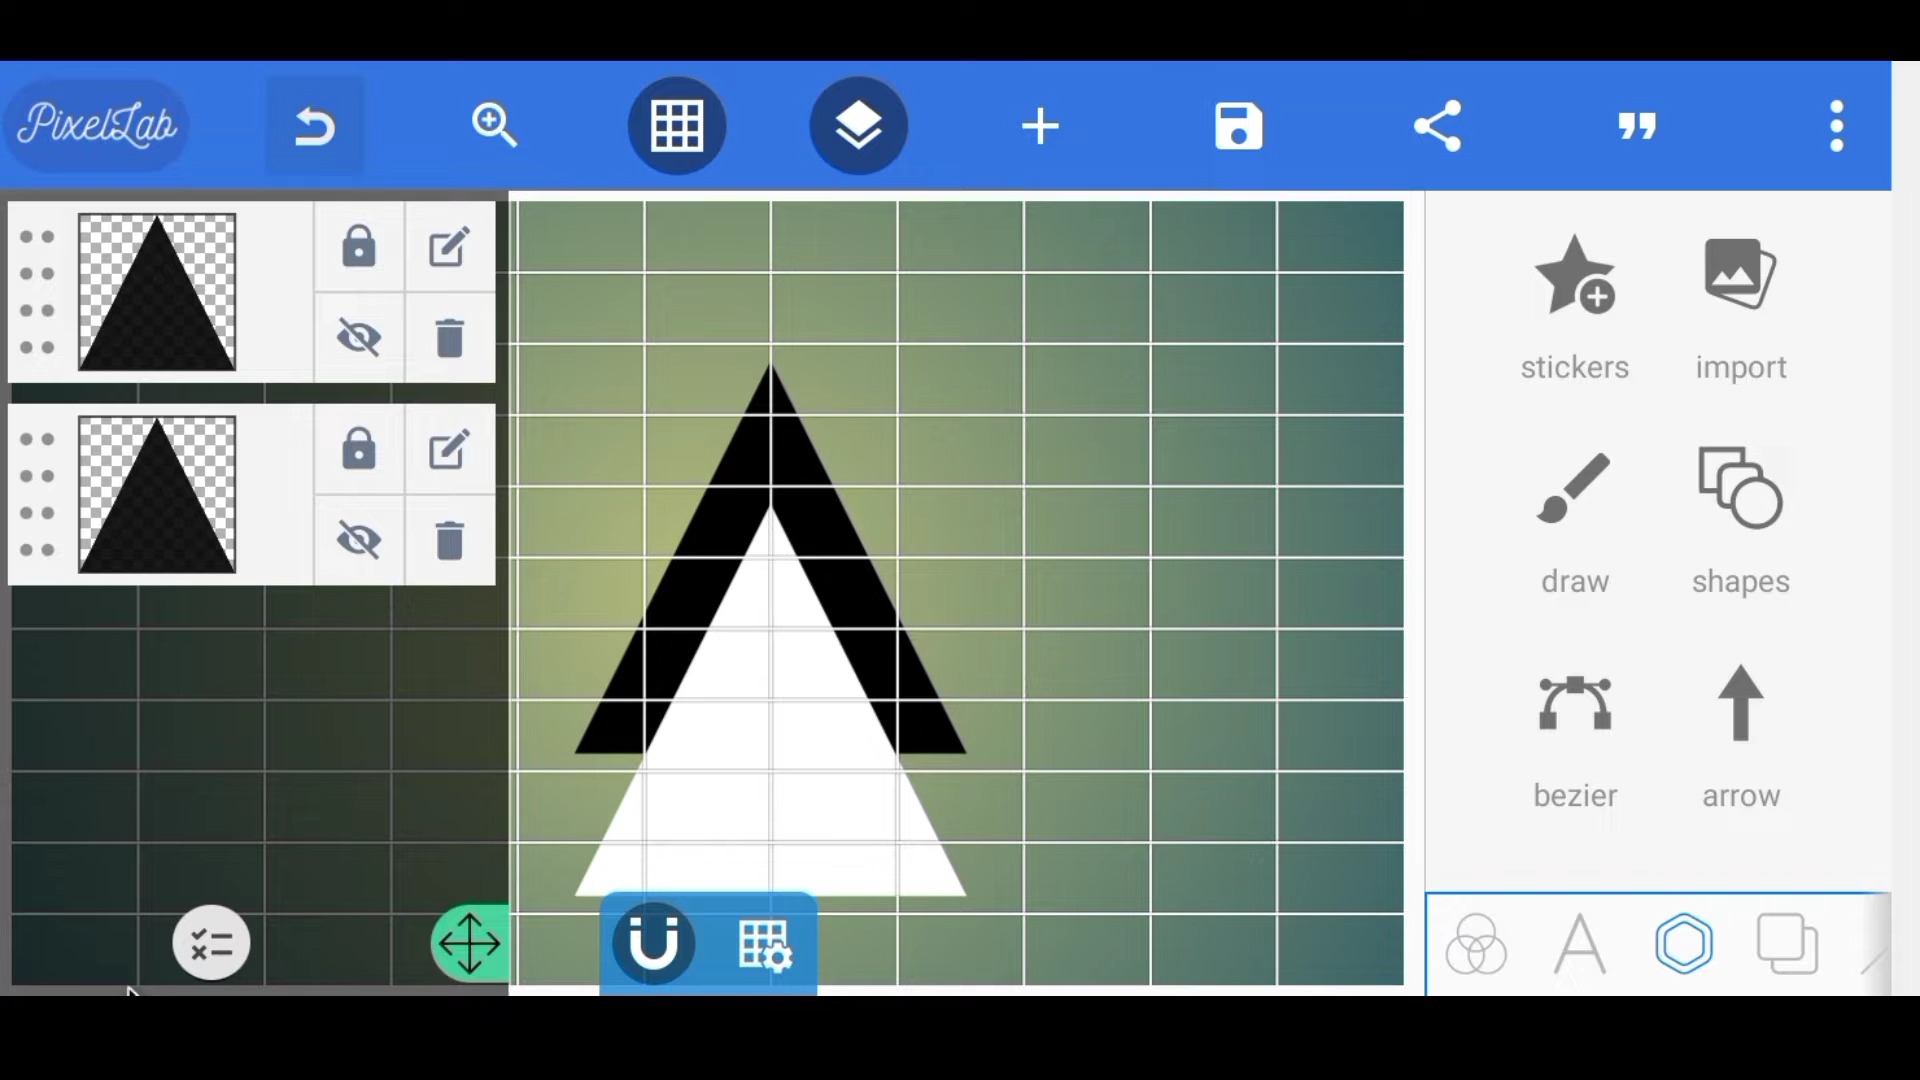 PixelLab
stickers
import
draw
shapes
bezier
arrow